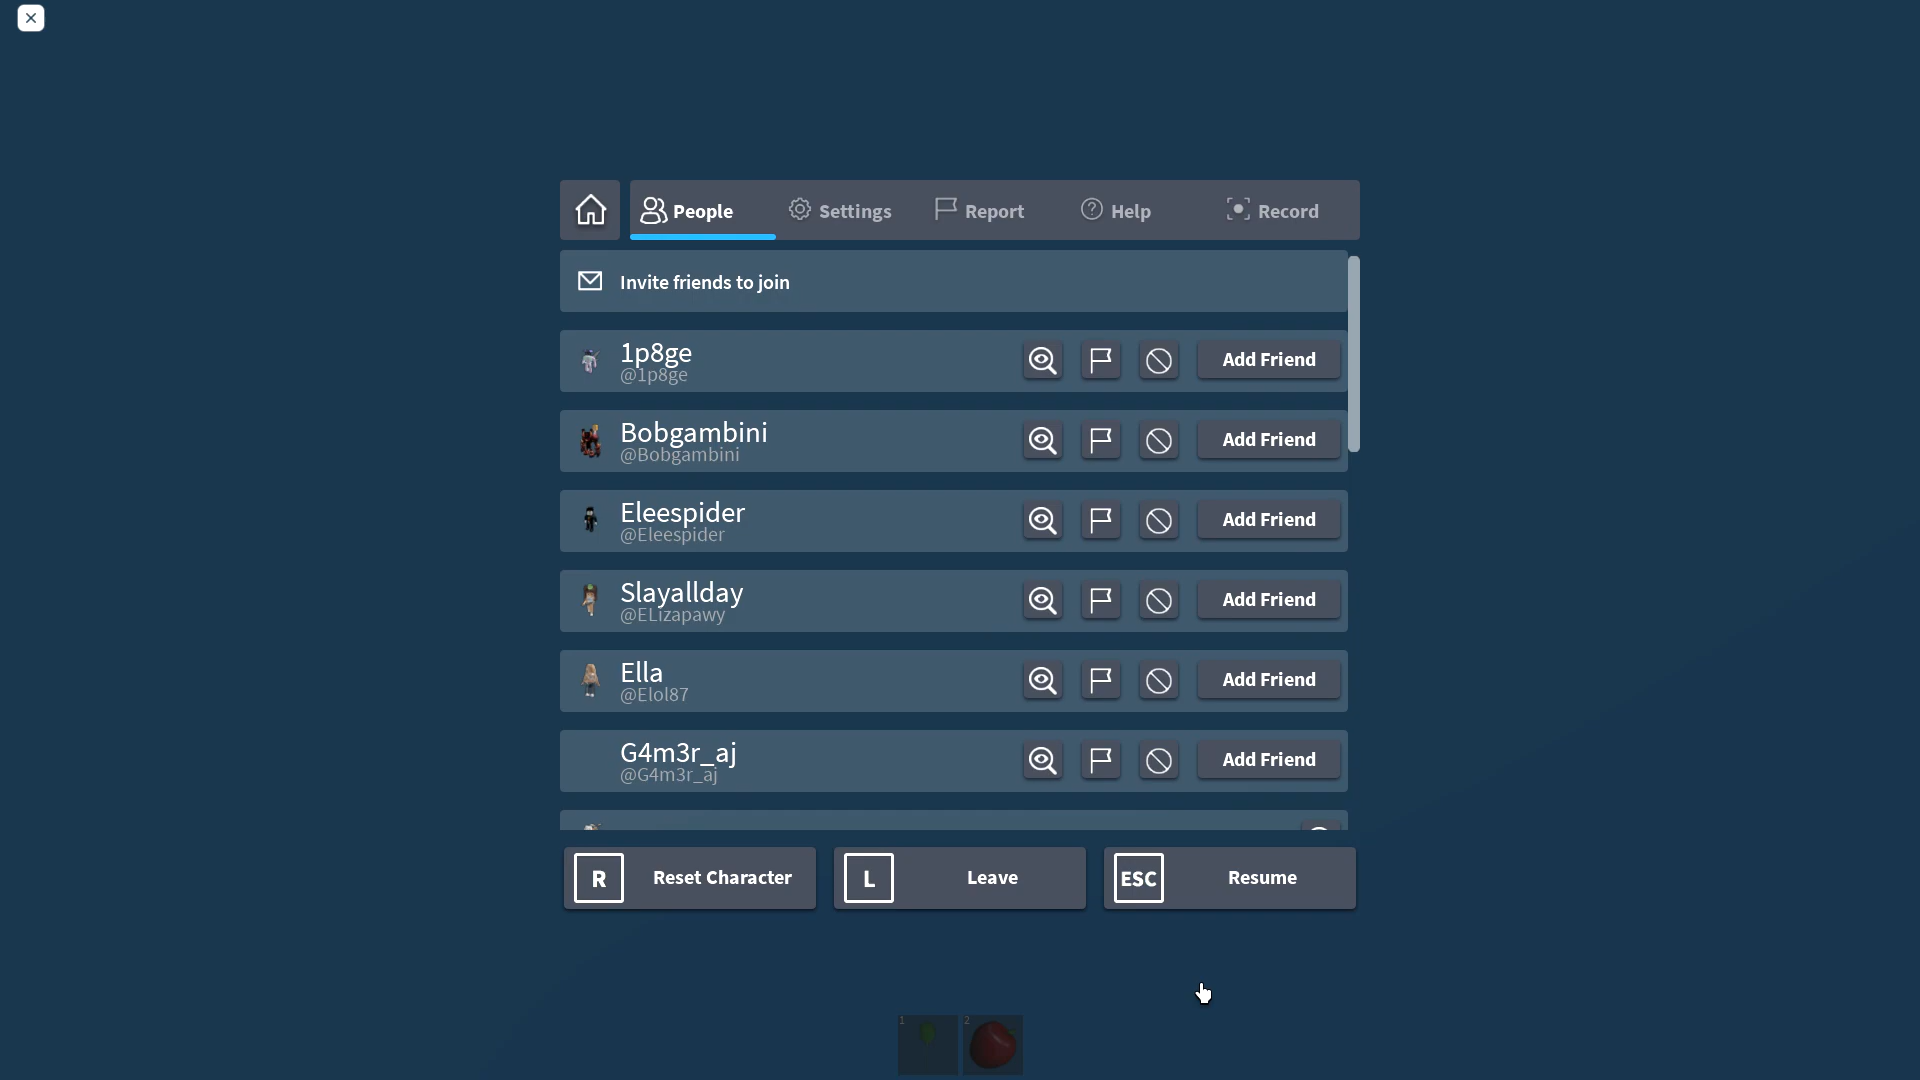 People
Settings
Report
Help
Record
Invite friends to join
1p8ge
@1p8ge
Add Friend
Bobgambini
@Bobgambini
Add Friend
Eleespider
@Eleespider
Add Friend
Slayallday
@ELizapawy
Add Friend
Ella
@Elol87
Add Friend
G4m3r_aj
@G4m3r_aj
Add Friend
R Reset Character
L Leave
ESC Resume
1
2